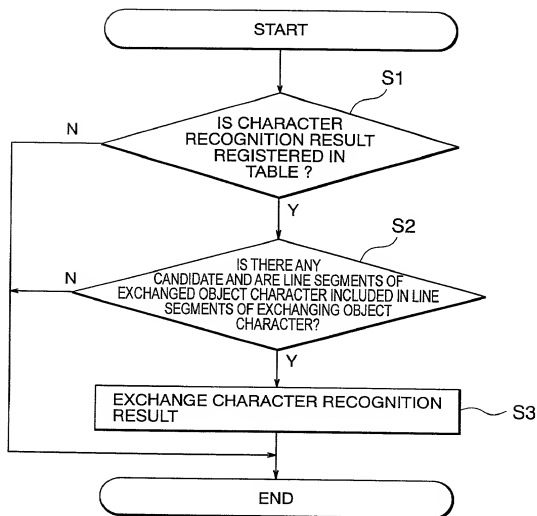 START
S1
N
IS CHARACTER
RECOGNITION RESULT
REGISTERED IN
TABLE ?
Y
S2
N
IS THERE ANY
CANDIDATE AND ARE LINE SEGMENTS OF
EXCHANGED OBJECT CHARACTER INCLUDED IN LINE
SEGMENTS OF EXCHANGING OBJECT
CHARACTER?
Y
EXCHANGE CHARACTER RECOGNITION
RESULT
S3
END